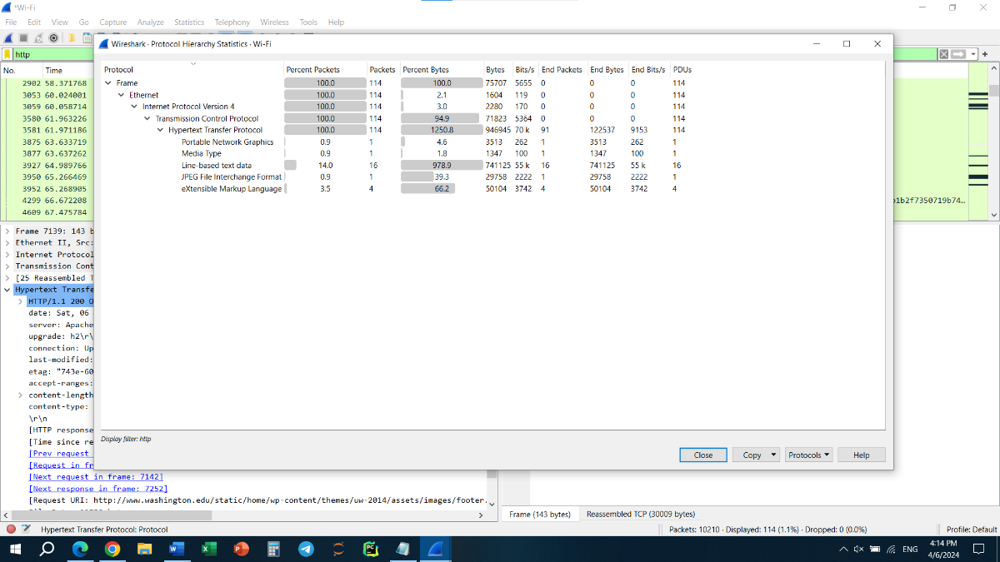 *Wi-Fi
File Edit View Go Capture Analyze Statistics Telephony Wireless Tools Help
http
Wireshark · Protocol Hierarchy Statistics · Wi-Fi
No. Time
2902 58.371768
3053 60.024001
3059 60.058714
3580 61.963226
3581 61.971186
3875 63.633719
3877 63.637262
3927 64.989766
3950 65.266469
3952 65.268905
4299 66.672208
4609 67.475784
b1b2f7350719b74…
Protocol Percent Packets Packets Percent Bytes Bytes Bits/s End Packets End Bytes End Bits/s PDUs
Frame 100.0 114 100.0 75707 5655 0 0 0 114
Ethernet 100.0 114 2.1 1604 119 0 0 0 114
Internet Protocol Version 4 100.0 114 3.0 2280 170 0 0 0 114
Transmission Control Protocol 100.0 114 94.9 71823 5364 0 0 0 114
Hypertext Transfer Protocol 100.0 114 1250.8 946945 70 k 91 122537 9153 114
Portable Network Graphics 0.9 1 4.6 3513 262 1 3513 262 1
Media Type 0.9 1 1.8 1347 100 1 1347 100 1
Line-based text data 14.0 16 978.9 741125 55 k 16 741125 55 k 16
JPEG File Interchange Format 0.9 1 39.3 29758 2222 1 29758 2222 1
eXtensible Markup Language 3.5 4 66.2 50104 3742 4 50104 3742 4
Display filter: http
Close Copy Protocols Help
Frame 7139: 143 b
Ethernet II, Src:
Internet Protocol
Transmission Cont
[25 Reassembled T
Hypertext Transfe
HTTP/1.1 200 O
date: Sat, 06
server: Apache
upgrade: h2\r\
connection: Up
last-modified:
etag: "743e-60
accept-ranges:
content-length
content-type:
\r\n
[HTTP response
[Time since re
[Prev request
[Request in fr
[Next request in frame: 7142]
[Next response in frame: 7252]
[Request URI: http://www.washington.edu/static/home/wp-content/themes/uw-2014/assets/images/footer.
Frame (143 bytes) Reassembled TCP (30009 bytes)
Hypertext Transfer Protocol: Protocol
Packets: 10210 · Displayed: 114 (1.1%) · Dropped: 0 (0.0%)
Profile: Default
ENG
4:14 PM
4/6/2024